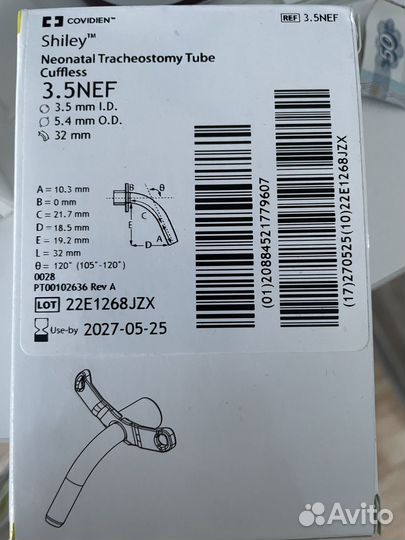 COVIDIEN™
REF 3.5NEF
Shiley™
Neonatal Tracheostomy Tube
Cuffless
3.5NEF
3.5 mm I.D.
5.4 mm O.D.
32 mm
A = 10.3 mm
B = 0 mm
C = 21.7 mm
D = 18.5 mm
E = 19.2 mm
L = 32 mm
θ = 120° (105°-120°)
B
θ
C
E
D
A
0028
PT00102636 Rev A
LOT 22E1268JZX
Use-by 2027-05-25
(01)20884521779607
(17)270525(10)22E1268JZX
50
Avito